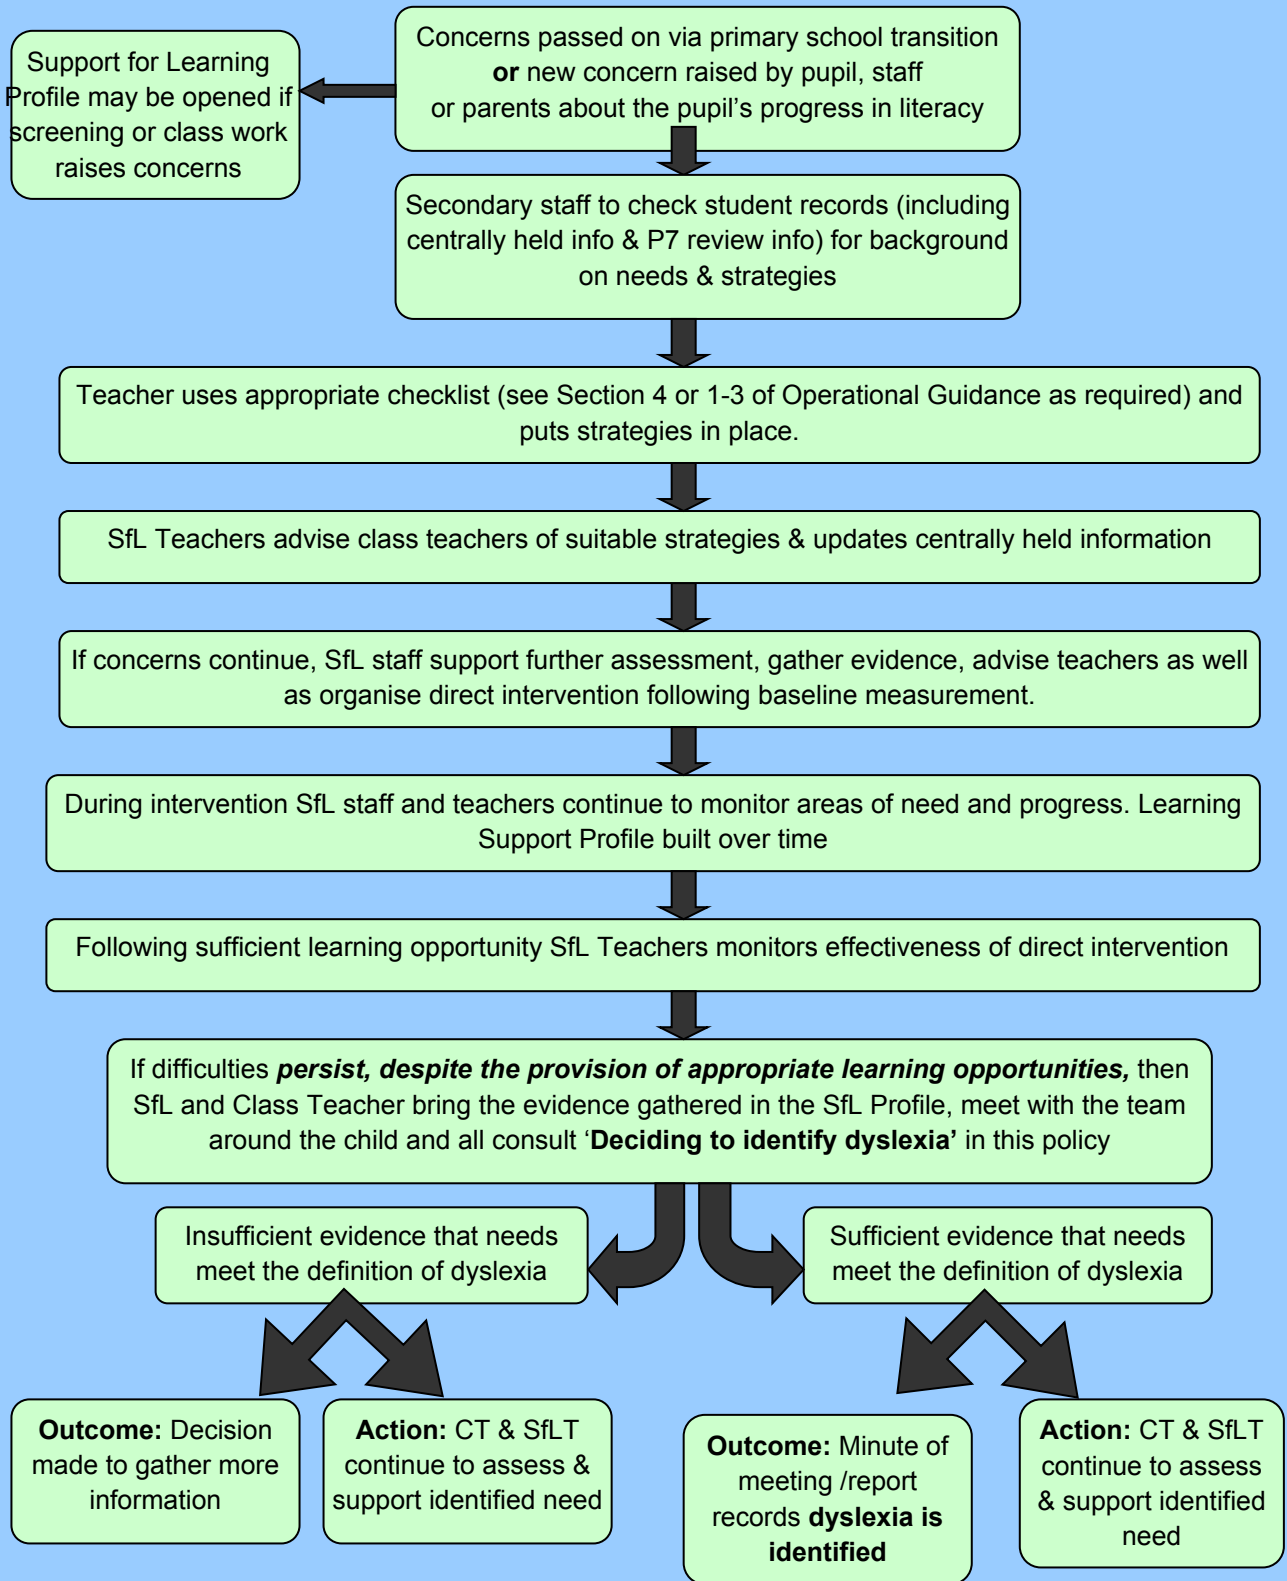 Support for Learning
Profile may be opened if
screening or class work
raises concerns
Concerns passed on via primary school transition
or new concern raised by pupil, staff
or parents about the pupil's progress in literacy
Secondary staff to check student records (including
centrally held info & P7 review info) for background
on needs & strategies
Teacher uses appropriate checklist (see Section 4 or 1-3 of Operational Guidance as required) and
puts strategies in place.
SfL Teachers advise class teachers of suitable strategies & updates centrally held information
If concerns continue, SfL staff support further assessment, gather evidence, advise teachers as well
as organise direct intervention following baseline measurement.
During intervention SfL staff and teachers continue to monitor areas of need and progress. Learning
Support Profile built over time
Following sufficient learning opportunity SfL Teachers monitors effectiveness of direct intervention
If difficulties persist, despite the provision of appropriate learning opportunities, then
SfL and Class Teacher bring the evidence gathered in the SfL Profile, meet with the team
around the child and all consult ‘Deciding to identify dyslexia’ in this policy
Insufficient evidence that needs
meet the definition of dyslexia
Sufficient evidence that needs
meet the definition of dyslexia
Outcome: Decision
made to gather more
information
Action: CT & SfLT
continue to assess &
support identified need
Outcome: Minute of
meeting /report
records dyslexia is
identified
Action: CT & SfLT
continue to assess
& support identified
need